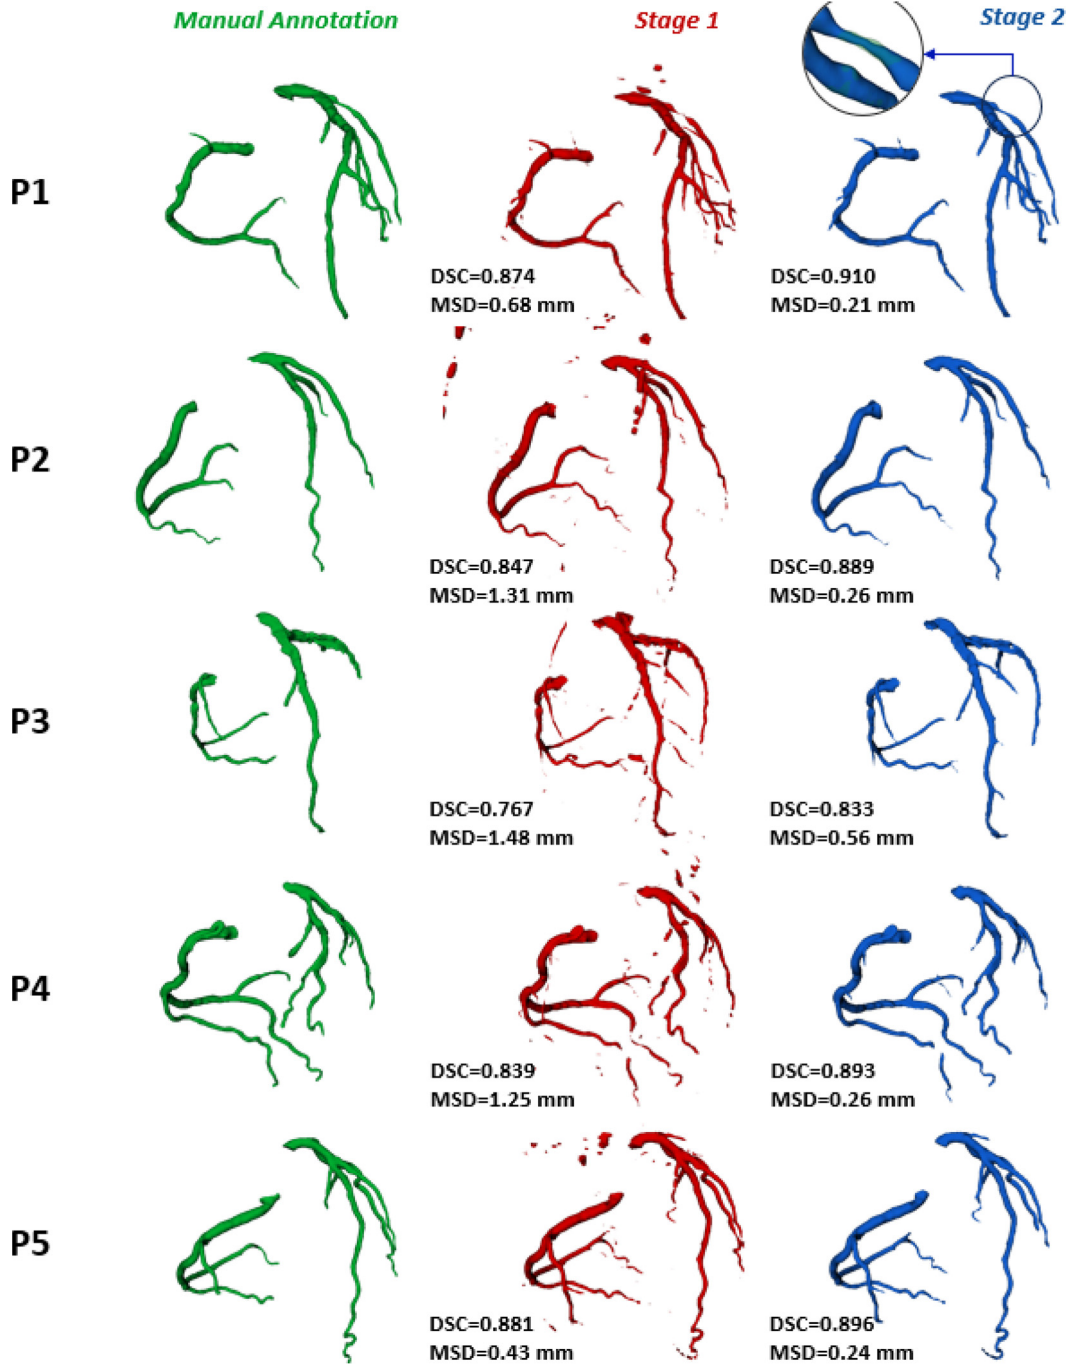 Manual Annotation
Stage 1
Stage 2
P1
DSC=0.874
MSD=0.68 mm
DSC=0.910
MSD=0.21 mm
P2
DSC=0.847
MSD=1.31 mm
DSC=0.889
MSD=0.26 mm
P3
DSC=0.767
MSD=1.48 mm
DSC=0.833
MSD=0.56 mm
P4
DSC=0.839
MSD=1.25 mm
DSC=0.893
MSD=0.26 mm
P5
DSC=0.881
MSD=0.43 mm
DSC=0.896
MSD=0.24 mm